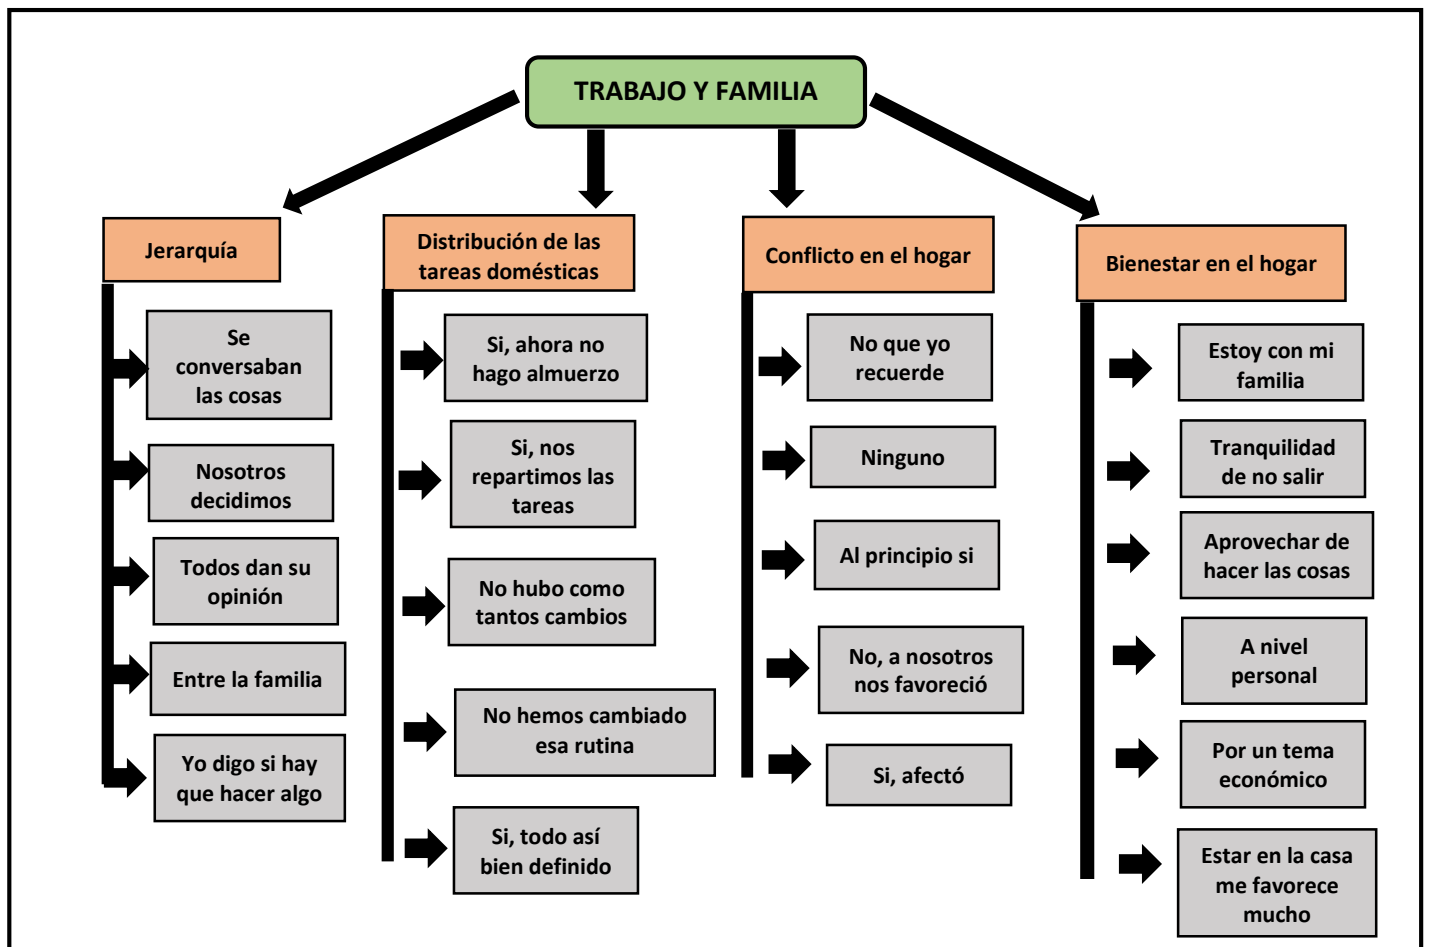 TRABAJO Y FAMILIA
Jerarquía
Se
conversaban
las cosas
Nosotros
decidimos
Todos dan su
opinión
Entre la familia
Yo digo si hay
que hacer algo
Distribución de las
tareas domésticas
Si, ahora no
hago almuerzo
Si, nos
repartimos las
tareas
No hubo como
tantos cambios
No hemos cambiado
esa rutina
Si, todo así
bien definido
Conflicto en el hogar
No que yo
recuerde
Ninguno
Al principio si
No, a nosotros
nos favoreció
Si, afectó
Bienestar en el hogar
Estoy con mi
familia
Tranquilidad
de no salir
Aprovechar de
hacer las cosas
A nivel
personal
Por un tema
económico
Estar en la casa
me favorece
mucho